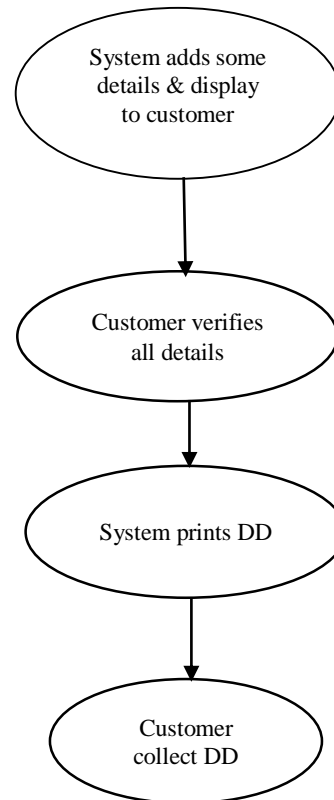 System adds some
details & display
to customer
Customer verifies
all details
System prints DD
Customer
collect DD